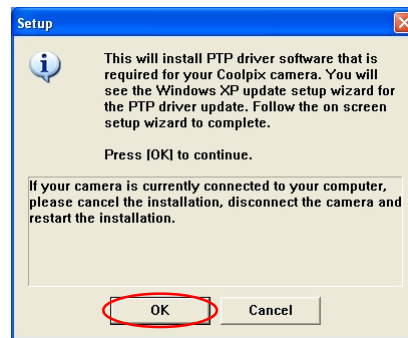 Setup
This will install PTP driver software that is
required for your Coolpix camera. You will
see the Windows XP update setup wizard for
the PTP driver update. Follow the on screen
setup wizard to complete.
Press [OK] to continue.
If your camera is currently connected to your computer,
please cancel the installation, disconnect the camera and
restart the installation.
OK
Cancel